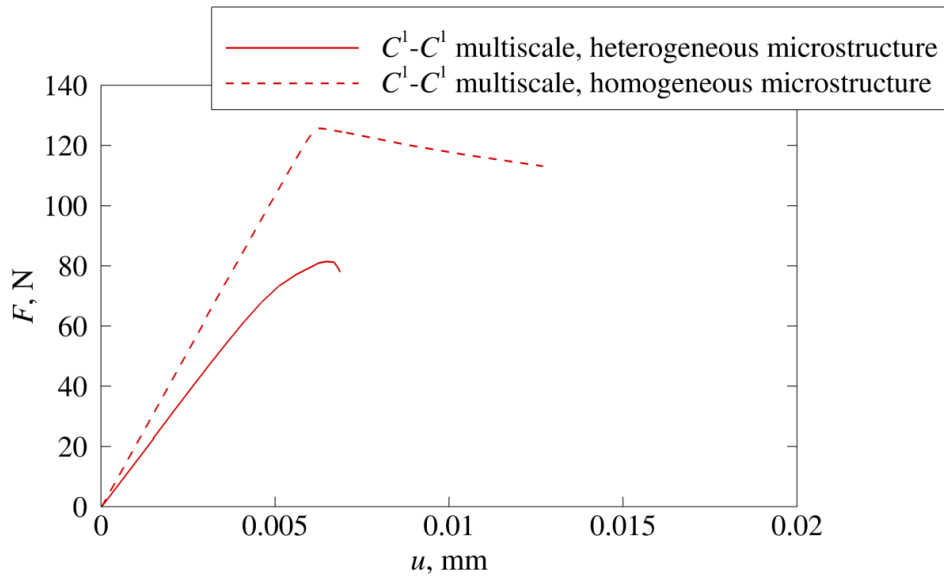 C¹-C¹ multiscale, heterogeneous microstructure
C¹-C¹ multiscale, homogeneous microstructure
140
120
100
80
60
40
20
0
F, N
0 0.005 0.01 0.015 0.02
u, mm